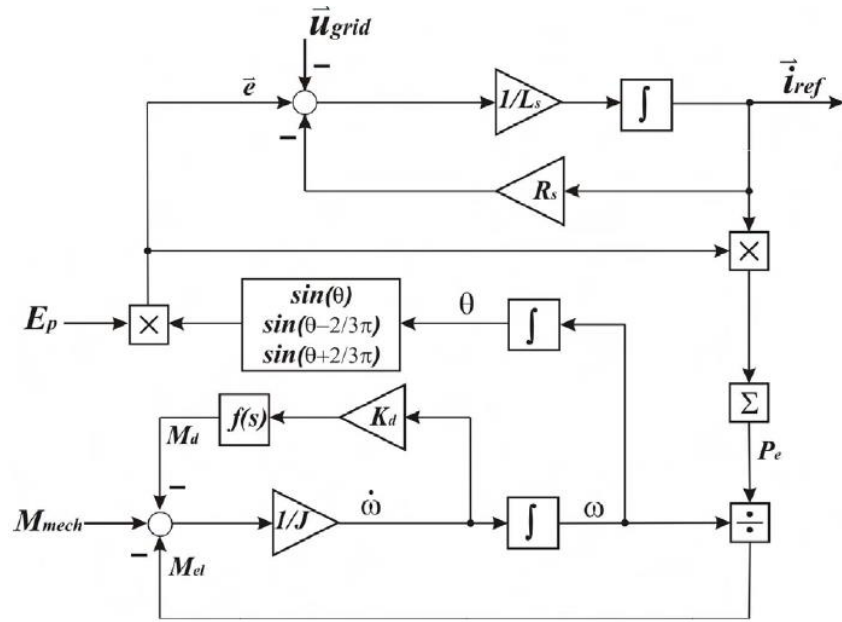 u⃗grid
e⃗
1/Ls
∫
i⃗ref
Rs
×
Ep
×
sin(θ)
sin(θ−2/3π)
sin(θ+2/3π)
θ
∫
Md
f(s)
Kd
Σ
Pe
Mmech
1/J
ω̇
∫
ω
÷
Mel